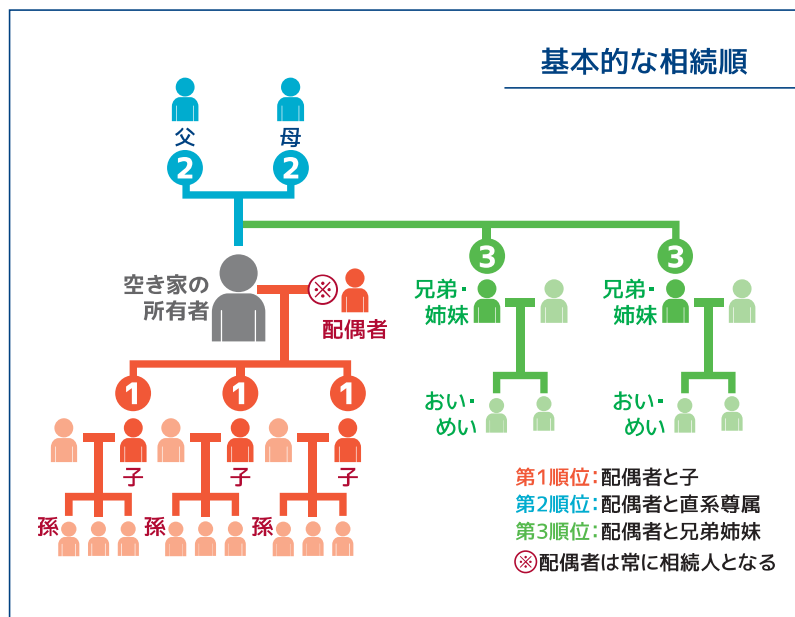 基本的な相続順
父
母
2
2
3
3
空き家の
所有者
※
配偶者
兄弟・
姉妹
兄弟・
姉妹
1
1
1
おい・
めい
おい・
めい
子
子
子
孫
孫
孫
第1順位：配偶者と子
第2順位：配偶者と直系尊属
第3順位：配偶者と兄弟姉妹
※配偶者は常に相続人となる